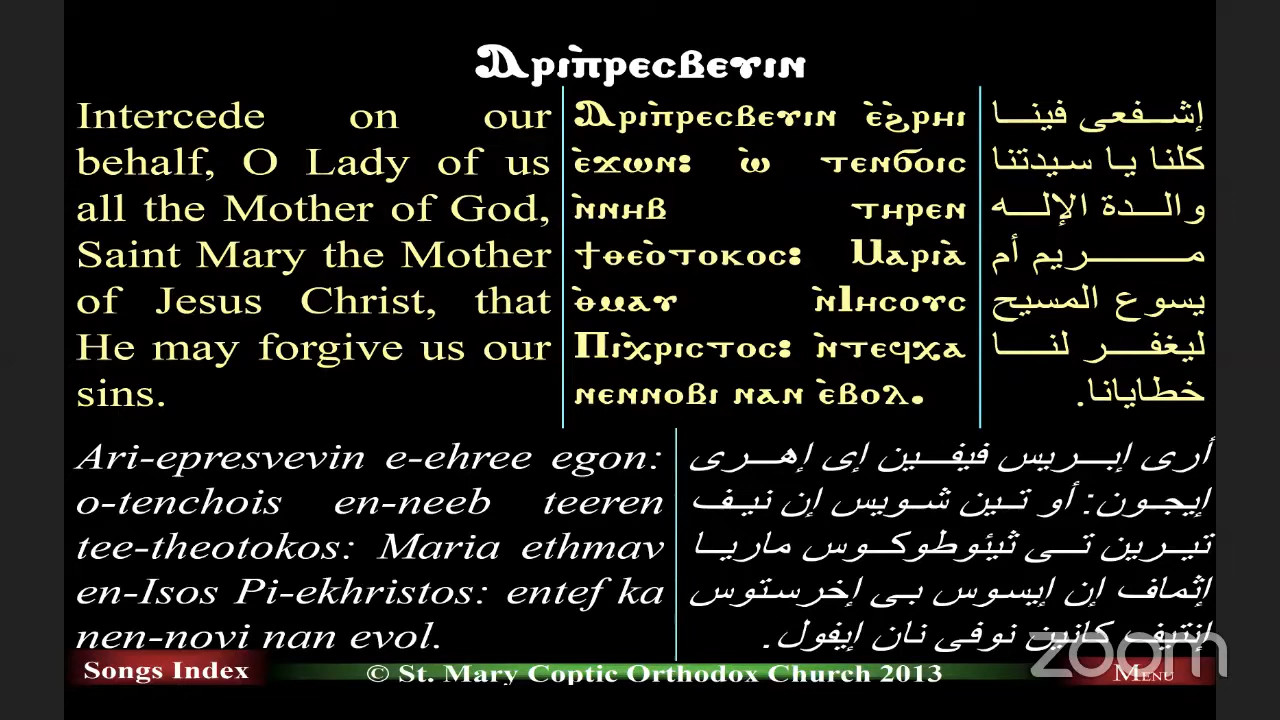 Ⲁⲣⲓⲡ̀ⲣⲉⲥⲃⲉⲩⲓⲛ
Intercede on our
behalf, O Lady of us
all the Mother of God,
Saint Mary the Mother
of Jesus Christ, that
He may forgive us our
sins.
Ⲁⲣⲓⲡ̀ⲣⲉⲥⲃⲉⲩⲓⲛ ⲉ̀ϩ̀ⲣⲏⲓ
ⲉ̀ϫⲱⲛ: ⲱ̀ ⲧⲉⲛϭⲟⲓⲥ
ⲛ̀ⲛⲏⲃ ⲧⲏⲣⲉⲛ
ϯⲑⲉⲟ̀ⲧⲟⲕⲟⲥ: Ⲙⲁⲣⲓⲁ̀
ⲑ̀ⲙⲁⲩ ⲛ̀Ⲓⲏⲥⲟⲩⲥ
Ⲡⲓⲭ̀ⲣⲓⲥⲧⲟⲥ: ⲛ̀ⲧⲉϥⲭⲁ
ⲛⲉⲛⲛⲟⲃⲓ ⲛⲁⲛ ⲉ̀ⲃⲟⲗ.
إشفعى فينا
كلنا يا سيدتنا
والدة الإله
مريم أم
يسوع المسيح
ليغفر لنا
خطايانا.
Ari-epresvevin e-ehree egon:
o-tenchois en-neeb teeren
tee-theotokos: Maria ethmav
en-Isos Pi-ekhristos: entef ka
nen-novi nan evol.
أرى إبريس فيفين إى إهرى
إيجون: أو تين شويس إن نيف
تيرين تى ثيئوطوكوس ماريا
إثماف إن إيسوس بى إخرستوس
إنتيف كانين نوفى نان إيفول.
zoom
Songs Index
© St. Mary Coptic Orthodox Church 2013
Menu